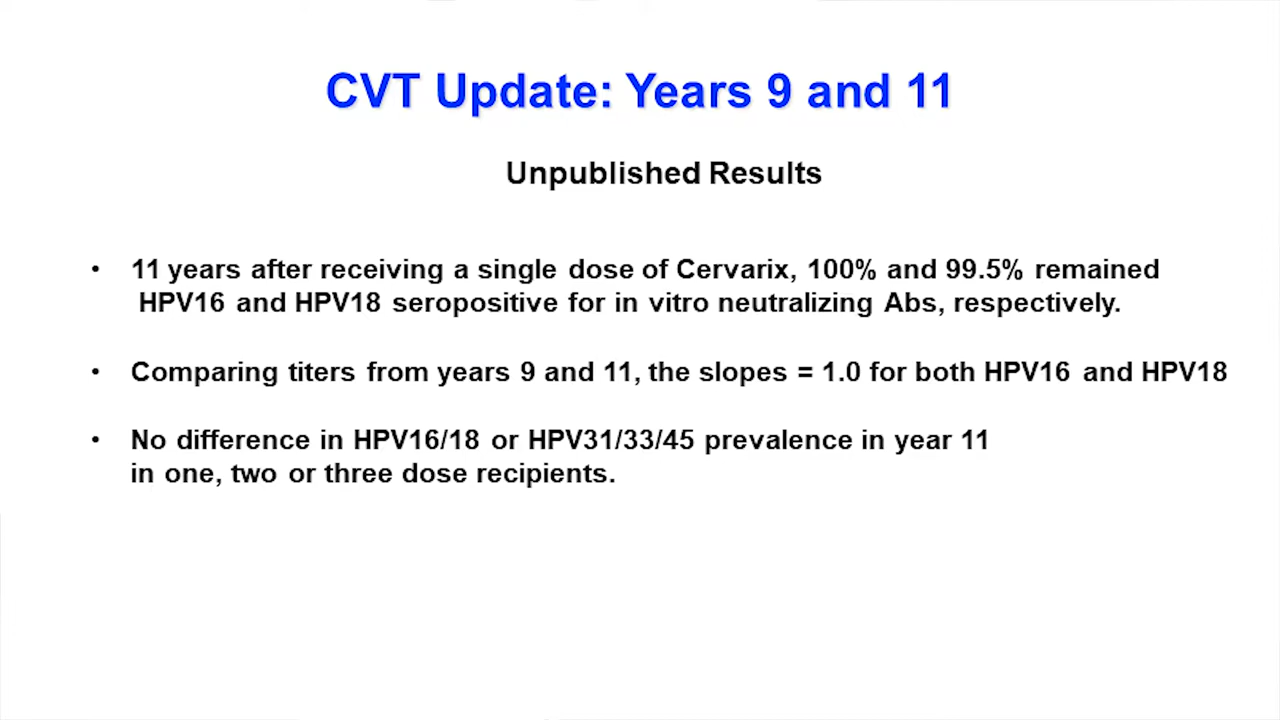 CVT Update: Years 9 and 11
Unpublished Results
• 11 years after receiving a single dose of Cervarix, 100% and 99.5% remained
HPV16 and HPV18 seropositive for in vitro neutralizing Abs, respectively.
• Comparing titers from years 9 and 11, the slopes = 1.0 for both HPV16 and HPV18
• No difference in HPV16/18 or HPV31/33/45 prevalence in year 11
in one, two or three dose recipients.